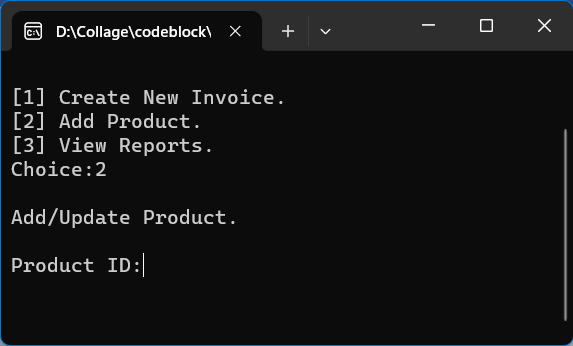 D:\Collage\codeblock\
[1] Create New Invoice.
[2] Add Product.
[3] View Reports.
Choice:2
Add/Update Product.
Product ID: